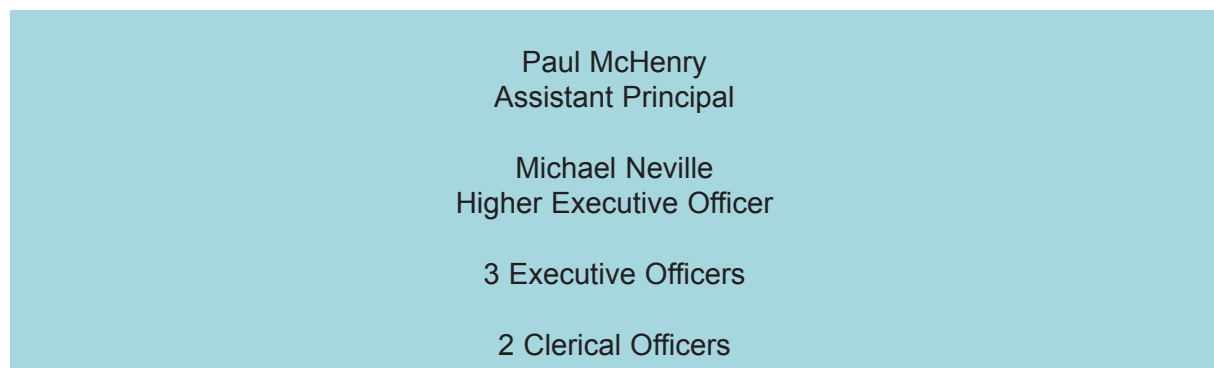 Paul McHenry
Assistant Principal
Michael Neville
Higher Executive Officer
3 Executive Officers
2 Clerical Officers